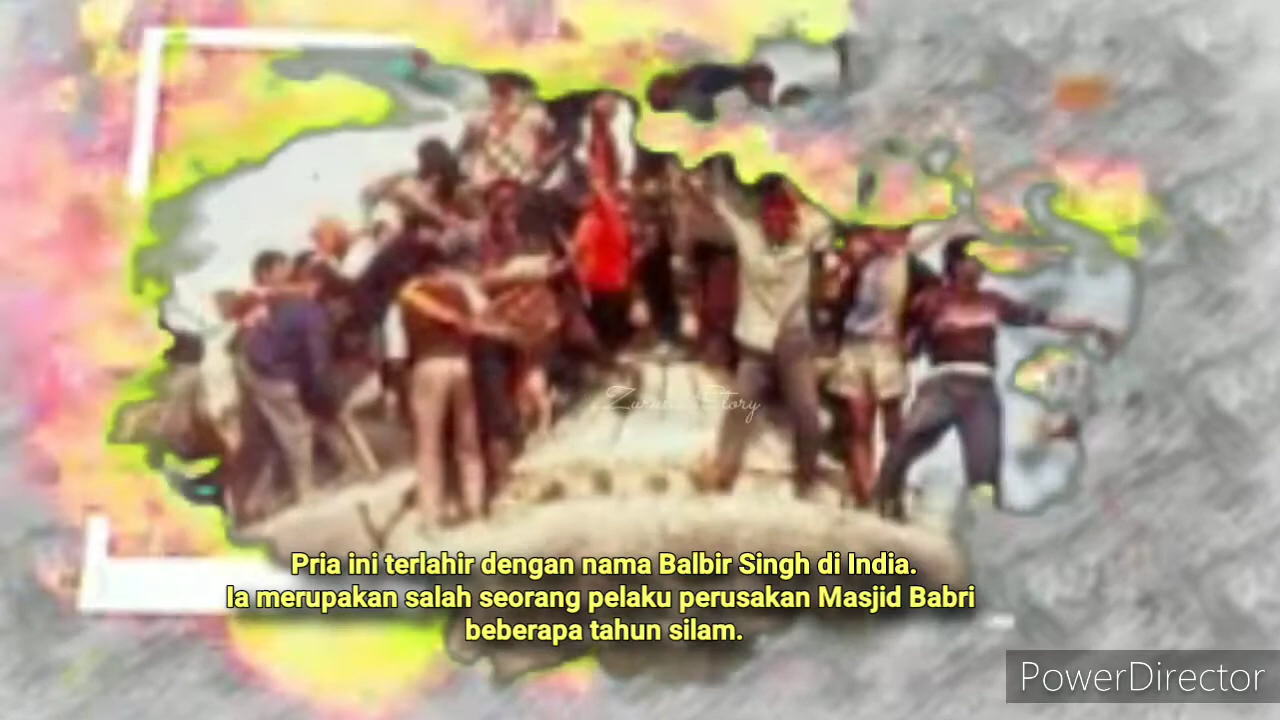 Pria ini terlahir dengan nama Balbir Singh di India.
Ia merupakan salah seorang pelaku perusakan Masjid Babri
beberapa tahun silam.
PowerDirector